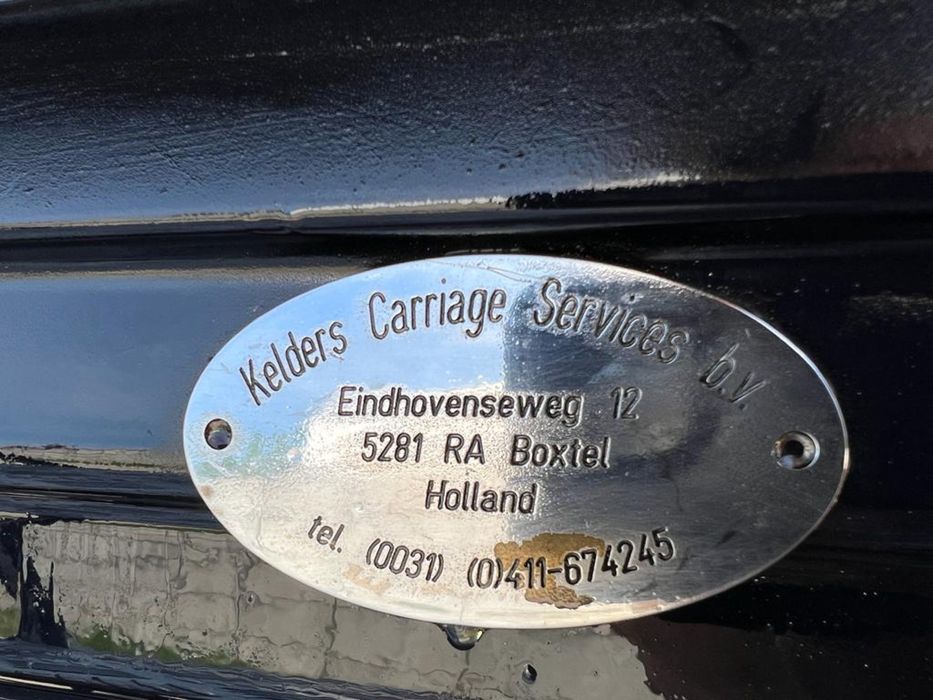 Kelders Carriage Services b.v.
Eindhovenseweg 12
5281 RA Boxtel
Holland
tel. (0031) (0)411-674245